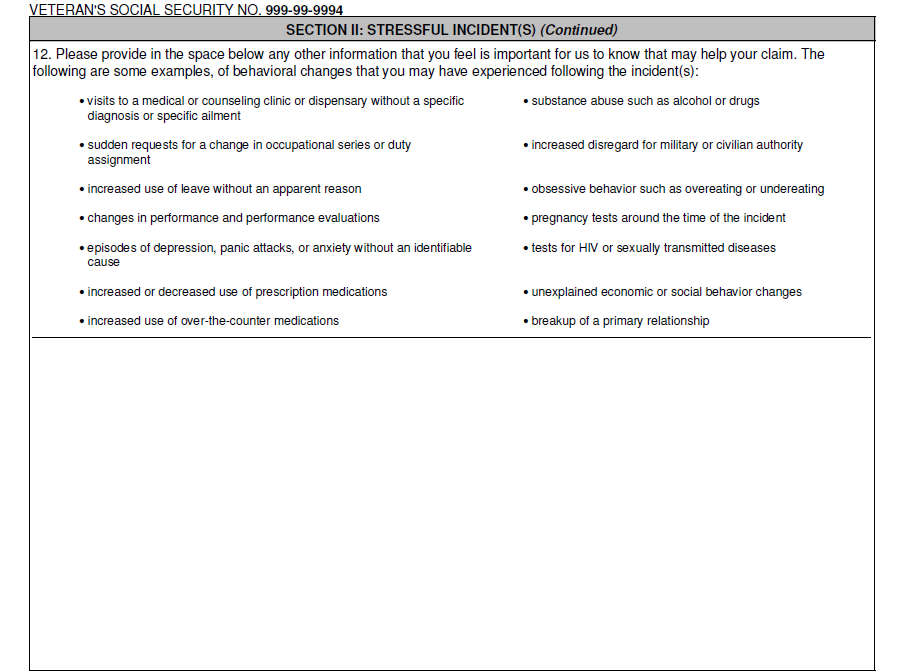 VETERAN'S SOCIAL SECURITY NO. 999-99-9994
SECTION II: STRESSFUL INCIDENT(S) (Continued)
12. Please provide in the space below any other information that you feel is important for us to know that may help your claim. The
following are some examples, of behavioral changes that you may have experienced following the incident(s):
• visits to a medical or counseling clinic or dispensary without a specific
diagnosis or specific ailment
• sudden requests for a change in occupational series or duty
assignment
• increased use of leave without an apparent reason
• changes in performance and performance evaluations
• episodes of depression, panic attacks, or anxiety without an identifiable
cause
• increased or decreased use of prescription medications
• increased use of over-the-counter medications
• substance abuse such as alcohol or drugs
• increased disregard for military or civilian authority
• obsessive behavior such as overeating or undereating
• pregnancy tests around the time of the incident
• tests for HIV or sexually transmitted diseases
• unexplained economic or social behavior changes
• breakup of a primary relationship